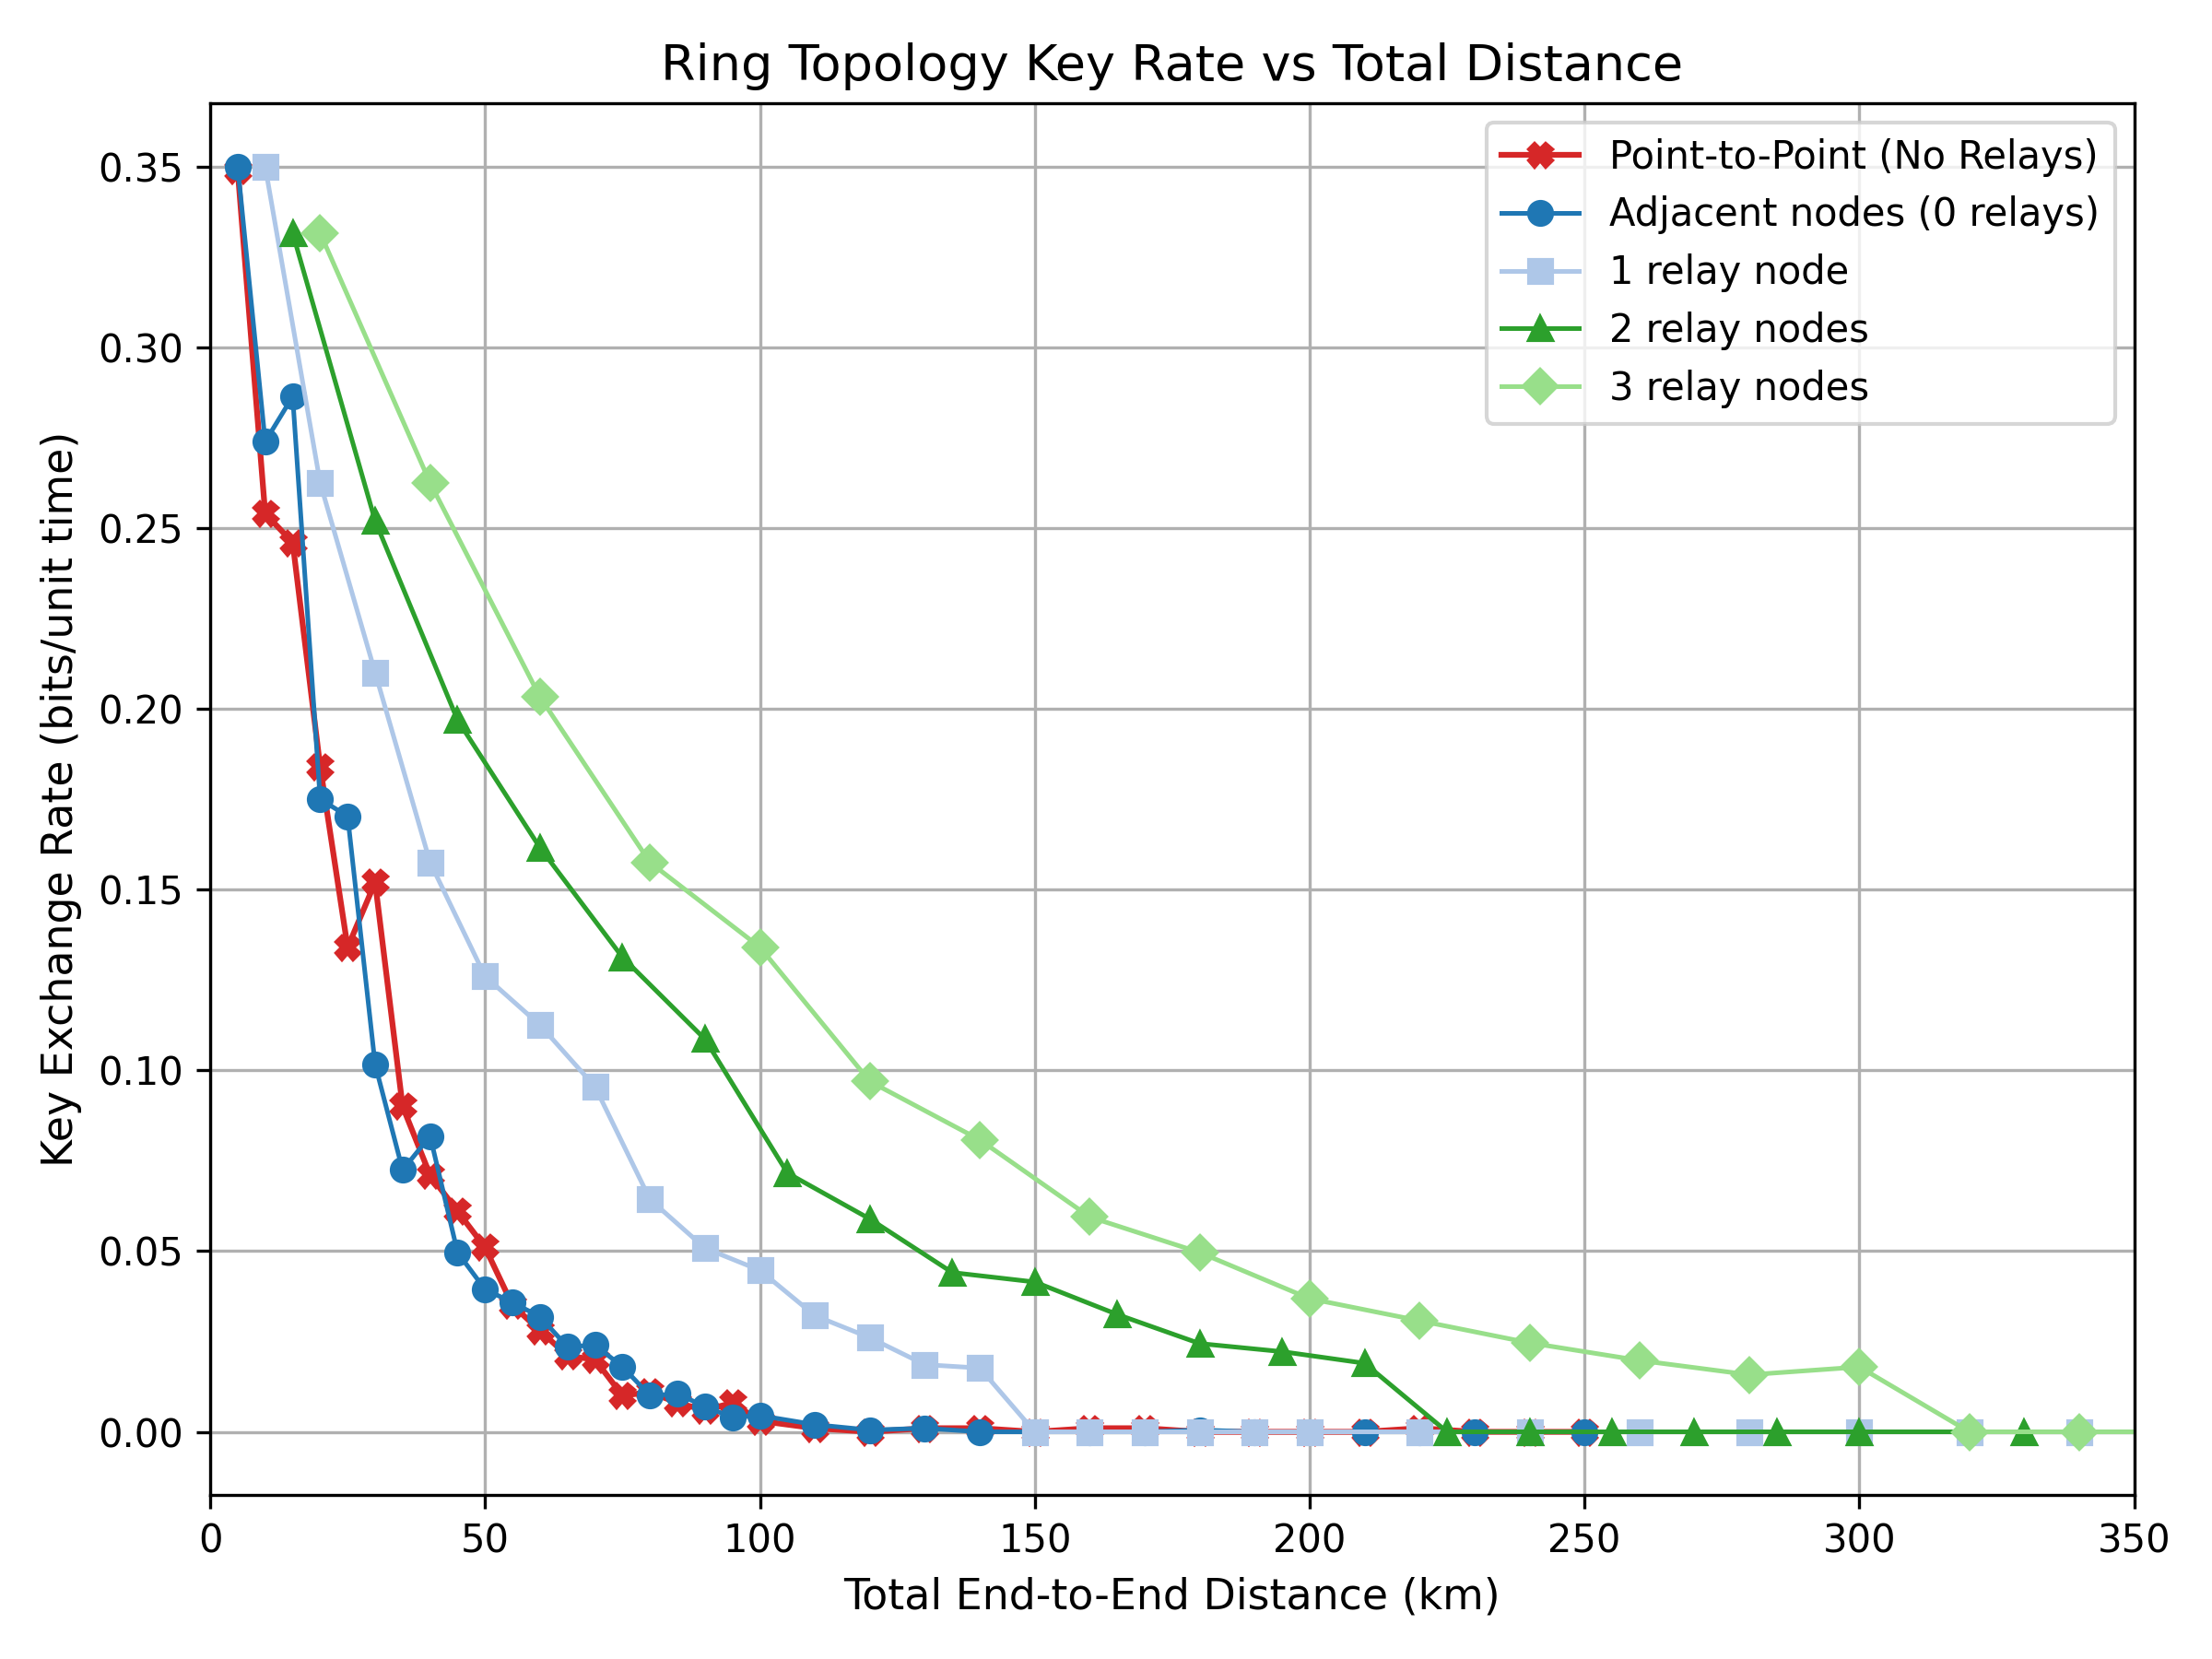 Ring Topology Key Rate vs Total Distance
Key Exchange Rate (bits/unit time)
0.35
0.30
0.25
0.20
0.15
0.10
0.05
0.00
Point-to-Point (No Relays)
Adjacent nodes (0 relays)
1 relay node
2 relay nodes
3 relay nodes
0 50 100 150 200 250 300 350
Total End-to-End Distance (km)